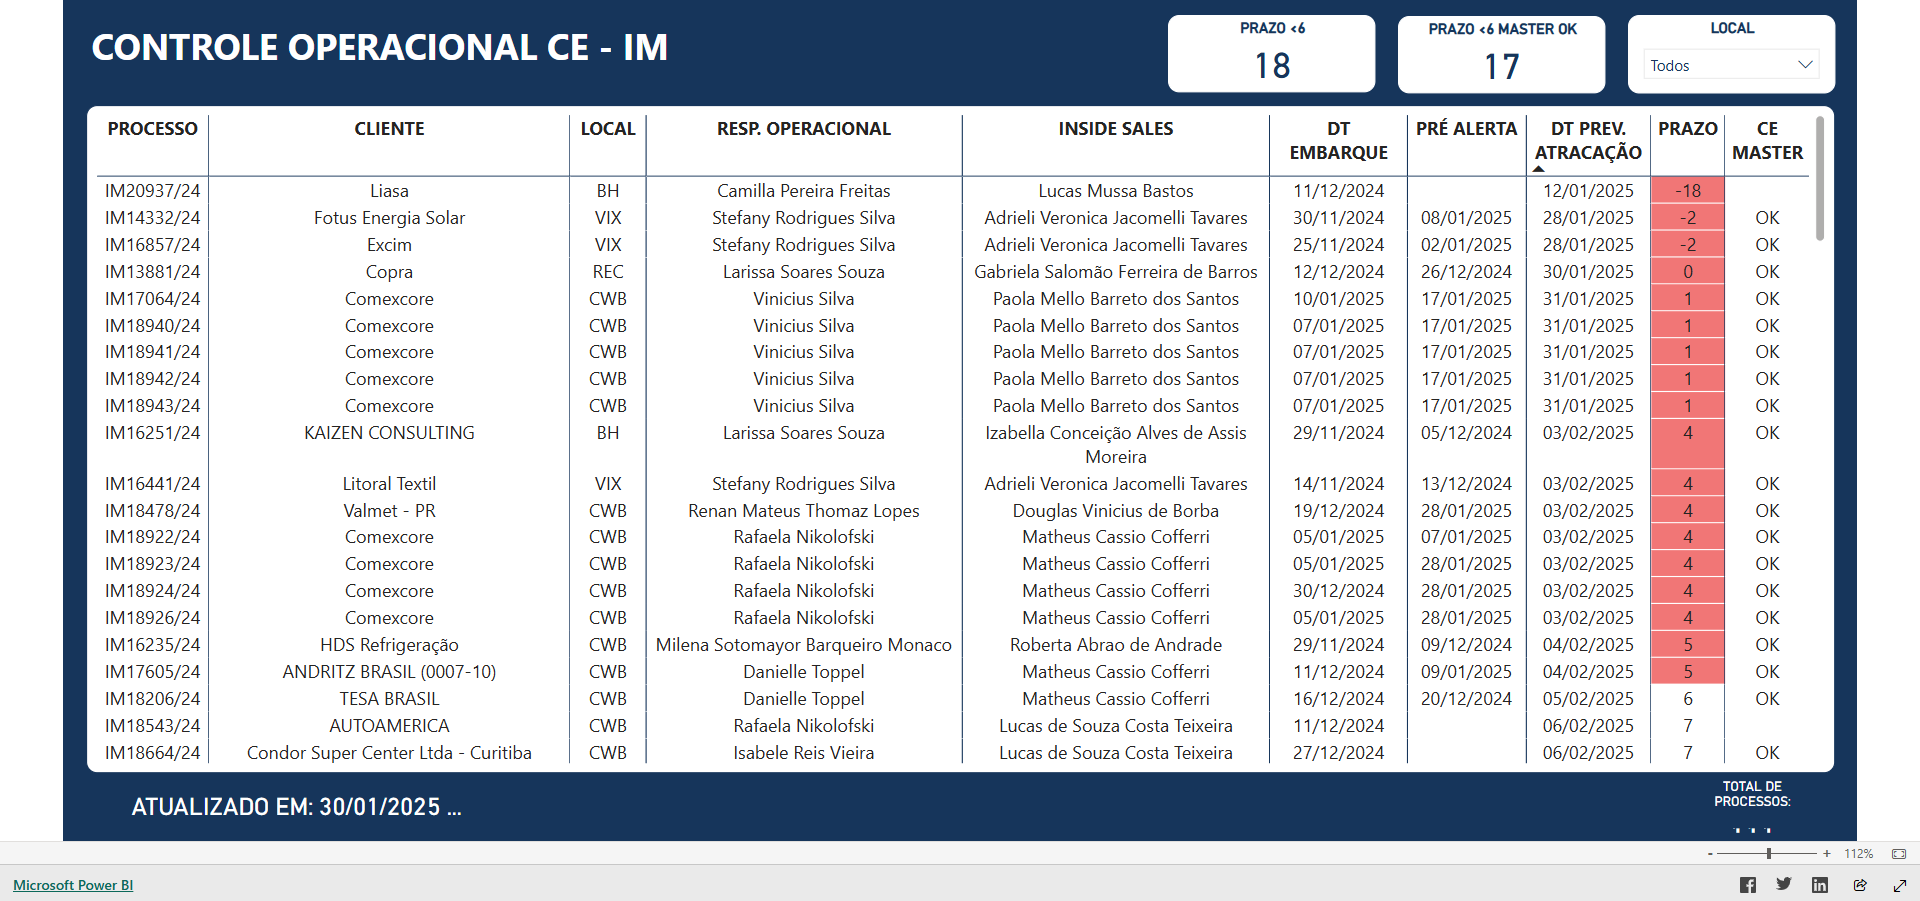 CONTROLE OPERACIONAL CE - IM
PRAZO <6
18
PRAZO <6 MASTER OK
17
LOCAL
Todos
PROCESSO CLIENTE LOCAL RESP. OPERACIONAL INSIDE SALES DT EMBARQUE PRÉ ALERTA DT PREV. ATRACAÇÃO PRAZO CE MASTER
IM20937/24 Liasa BH Camilla Pereira Freitas Lucas Mussa Bastos 11/12/2024 12/01/2025 -18
IM14332/24 Fotus Energia Solar VIX Stefany Rodrigues Silva Adrieli Veronica Jacomelli Tavares 30/11/2024 08/01/2025 28/01/2025 -2 OK
IM16857/24 Excim VIX Stefany Rodrigues Silva Adrieli Veronica Jacomelli Tavares 25/11/2024 02/01/2025 28/01/2025 -2 OK
IM13881/24 Copra REC Larissa Soares Souza Gabriela Salomão Ferreira de Barros 12/12/2024 26/12/2024 30/01/2025 0 OK
IM17064/24 Comexcore CWB Vinicius Silva Paola Mello Barreto dos Santos 10/01/2025 17/01/2025 31/01/2025 1 OK
IM18940/24 Comexcore CWB Vinicius Silva Paola Mello Barreto dos Santos 07/01/2025 17/01/2025 31/01/2025 1 OK
IM18941/24 Comexcore CWB Vinicius Silva Paola Mello Barreto dos Santos 07/01/2025 17/01/2025 31/01/2025 1 OK
IM18942/24 Comexcore CWB Vinicius Silva Paola Mello Barreto dos Santos 07/01/2025 17/01/2025 31/01/2025 1 OK
IM18943/24 Comexcore CWB Vinicius Silva Paola Mello Barreto dos Santos 07/01/2025 17/01/2025 31/01/2025 1 OK
IM16251/24 KAIZEN CONSULTING BH Larissa Soares Souza Izabella Conceição Alves de Assis Moreira 29/11/2024 05/12/2024 03/02/2025 4 OK
IM16441/24 Litoral Textil VIX Stefany Rodrigues Silva Adrieli Veronica Jacomelli Tavares 14/11/2024 13/12/2024 03/02/2025 4 OK
IM18478/24 Valmet - PR CWB Renan Mateus Thomaz Lopes Douglas Vinicius de Borba 19/12/2024 28/01/2025 03/02/2025 4 OK
IM18922/24 Comexcore CWB Rafaela Nikolofski Matheus Cassio Cofferri 05/01/2025 07/01/2025 03/02/2025 4 OK
IM18923/24 Comexcore CWB Rafaela Nikolofski Matheus Cassio Cofferri 05/01/2025 28/01/2025 03/02/2025 4 OK
IM18924/24 Comexcore CWB Rafaela Nikolofski Matheus Cassio Cofferri 30/12/2024 28/01/2025 03/02/2025 4 OK
IM18926/24 Comexcore CWB Rafaela Nikolofski Matheus Cassio Cofferri 05/01/2025 28/01/2025 03/02/2025 4 OK
IM16235/24 HDS Refrigeração CWB Milena Sotomayor Barqueiro Monaco Roberta Abrao de Andrade 29/11/2024 09/12/2024 04/02/2025 5 OK
IM17605/24 ANDRITZ BRASIL (0007-10) CWB Danielle Toppel Matheus Cassio Cofferri 11/12/2024 09/01/2025 04/02/2025 5 OK
IM18206/24 TESA BRASIL CWB Danielle Toppel Matheus Cassio Cofferri 16/12/2024 20/12/2024 05/02/2025 6 OK
IM18543/24 AUTOAMERICA CWB Rafaela Nikolofski Lucas de Souza Costa Teixeira 11/12/2024 06/02/2025 7
IM18664/24 Condor Super Center Ltda - Curitiba CWB Isabele Reis Vieira Lucas de Souza Costa Teixeira 27/12/2024 06/02/2025 7 OK
ATUALIZADO EM: 30/01/2025 ...
TOTAL DE
PROCESSOS:
- + 112%
Microsoft Power BI